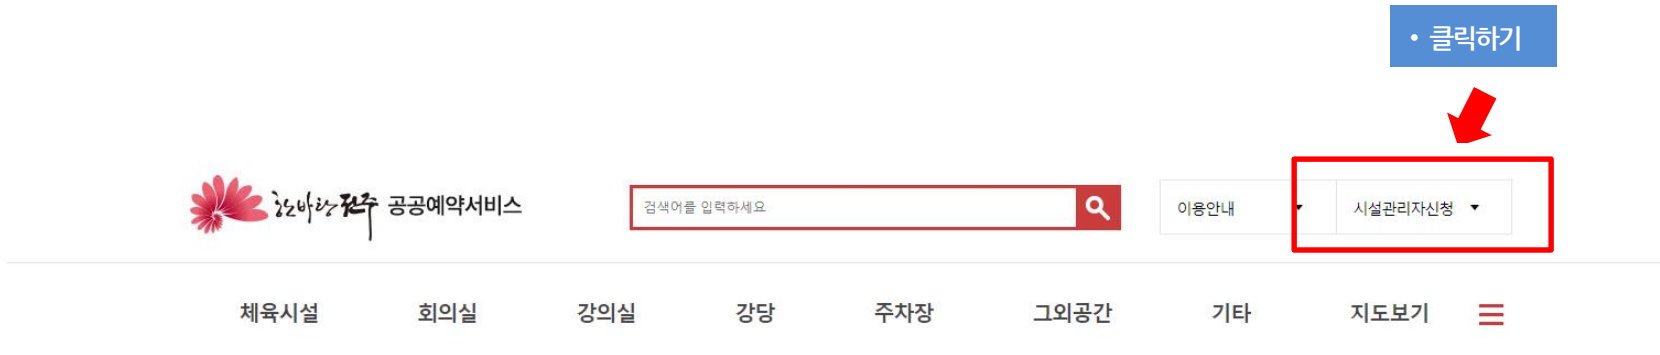 • 클릭하기
한바탕 전주 공공예약서비스
검색어를 입력하세요
이용안내 ▼
시설관리자신청 ▼
체육시설 회의실 강의실 강당 주차장 그외공간 기타 지도보기